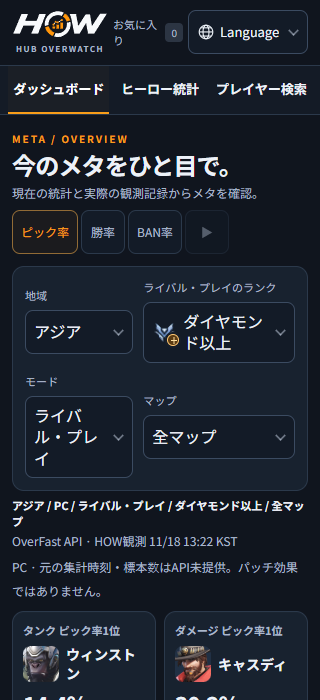 HOW
HUB OVERWATCH
お気に入
り
0
Language
ダッシュボード
ヒーロー統計
プレイヤー検索
META / OVERVIEW
今のメタをひと目で。
現在の統計と実際の観測記録からメタを確認。
ピック率
勝率
BAN率
地域
アジア
ライバル・プレイのランク
ダイヤモン
ド以上
モード
ライバ
ル・プレ
イ
マップ
全マップ
アジア / PC / ライバル・プレイ / ダイヤモンド以上 / 全マッ
プ
OverFast API · HOW観測 11/18 13:22 KST
PC · 元の集計時刻・標本数はAPI未提供。パッチ効果
ではありません。
タンク ピック率1位
ウィンスト
ン
ダメージ ピック率1位
キャスディ